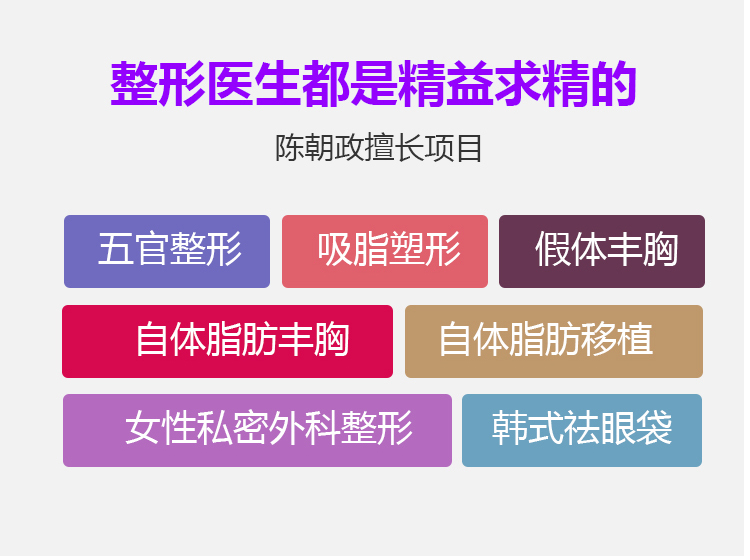 整形医生都是精益求精的
陈朝政擅长项目
五官整形 吸脂塑形 假体丰胸
自体脂肪丰胸 自体脂肪移植
女性私密外科整形 韩式祛眼袋